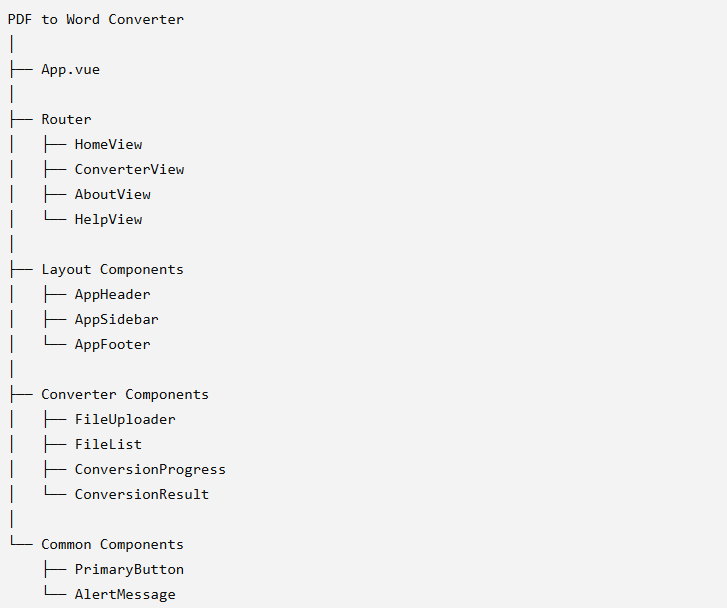 PDF to Word Converter
│
├── App.vue
│
├── Router
│   ├── HomeView
│   ├── ConverterView
│   ├── AboutView
│   └── HelpView
│
├── Layout Components
│   ├── AppHeader
│   ├── AppSidebar
│   └── AppFooter
│
├── Converter Components
│   ├── FileUploader
│   ├── FileList
│   ├── ConversionProgress
│   └── ConversionResult
│
└── Common Components
    ├── PrimaryButton
    └── AlertMessage